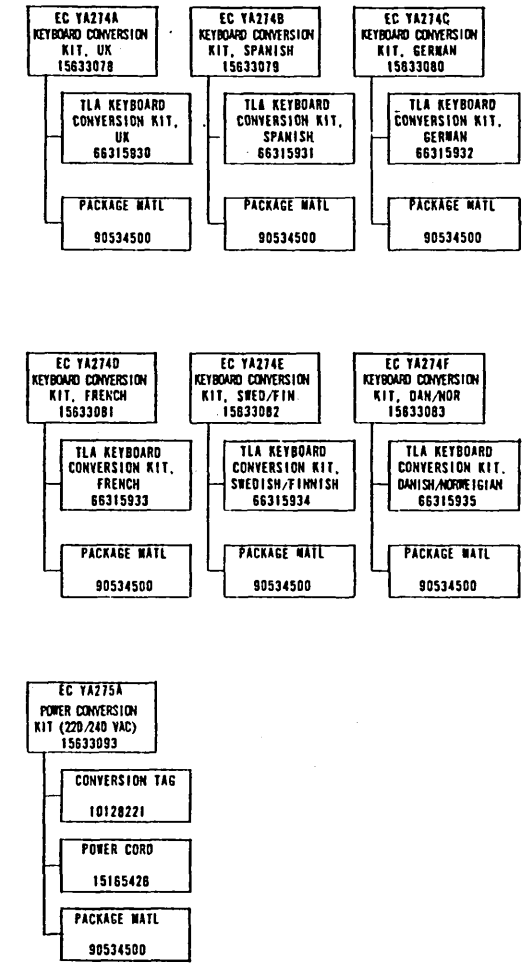 EC YA274A
KEYBOARD CONVERSION
KIT, UK
15633078
TLA KEYBOARD
CONVERSION KIT,
UK
66315930
PACKAGE MATL
90534500
EC YA274B
KEYBOARD CONVERSION
KIT, SPANISH
15633079
TLA KEYBOARD
CONVERSION KIT,
SPANISH
66315931
PACKAGE MATL
90534500
EC YA274C
KEYBOARD CONVERSION
KIT, GERMAN
15633080
TLA KEYBOARD
CONVERSION KIT,
GERMAN
66315932
PACKAGE MATL
90534500
EC YA274D
KEYBOARD CONVERSION
KIT, FRENCH
15633081
TLA KEYBOARD
CONVERSION KIT,
FRENCH
66315933
PACKAGE MATL
90534500
EC YA274E
KEYBOARD CONVERSION
KIT, SWED/FIN
15633082
TLA KEYBOARD
CONVERSION KIT,
SWEDISH/FINNISH
66315934
PACKAGE MATL
90534500
EC YA274F
KEYBOARD CONVERSION
KIT, DAN/NOR
15633083
TLA KEYBOARD
CONVERSION KIT,
DANISH/NORWEIGIAN
66315935
PACKAGE MATL
90534500
EC YA275A
POWER CONVERSION
KIT (220/240 VAC)
15633093
CONVERSION TAG
10128221
POWER CORD
15165426
PACKAGE MATL
90534500